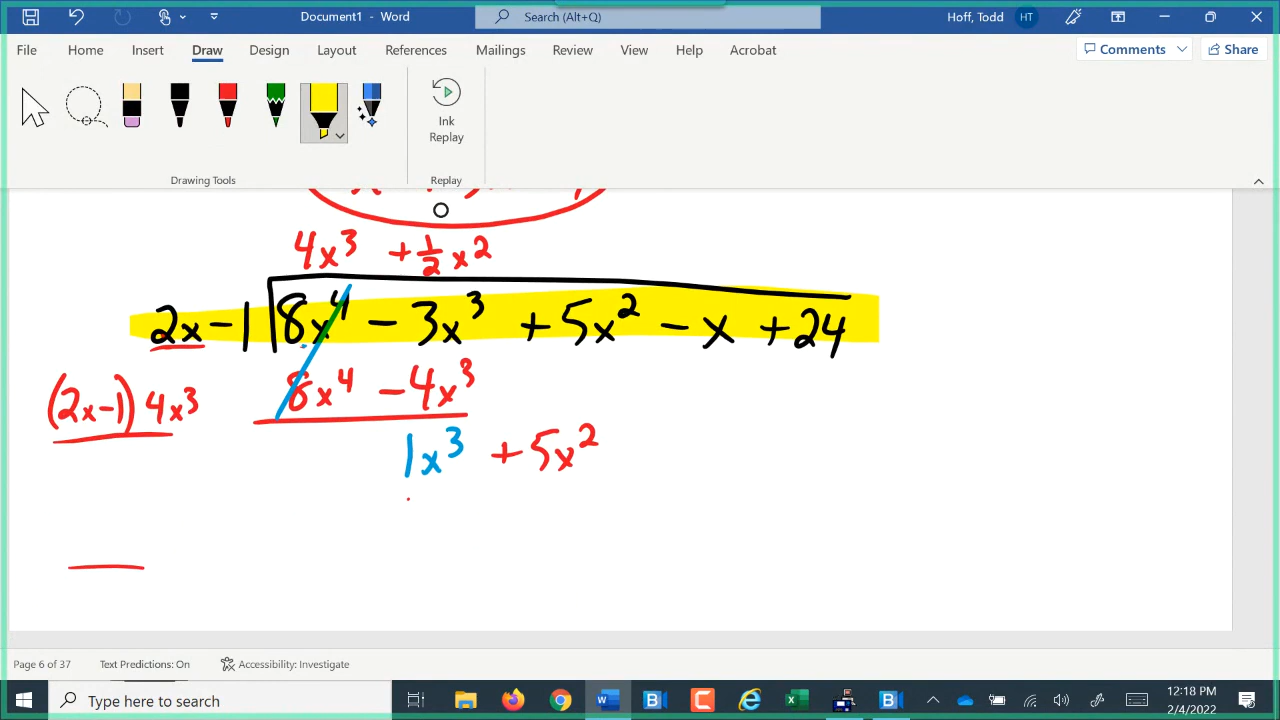 Document1 - Word
Search (Alt+Q)
Hoff, Todd
HT
File Home Insert Draw Design Layout References Mailings Review View Help Acrobat
Comments
Share
Ink
Replay
Drawing Tools
Replay
4x³ + 1/2 x²
2x - 1 8x⁴ - 3x³ + 5x² - x + 24
(2x-1) 4x³ 8x⁴ - 4x³
1x³ + 5x²
Page 6 of 37
Text Predictions: On
Accessibility: Investigate
Type here to search
12:18 PM
2/4/2022